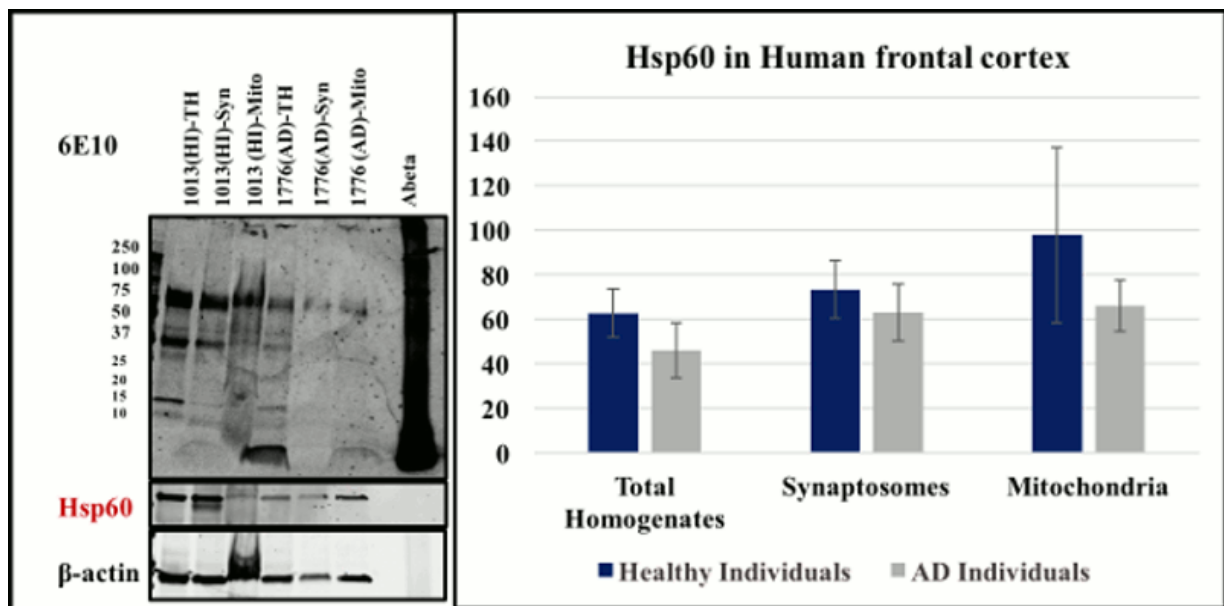 6E10
1013(HI)-TH
1013(HI)-Syn
1013 (HI)-Mito
1776(AD)-TH
1776(AD)-Syn
1776 (AD)-Mito
Abeta
250
100
75
50
37
25
20
15
10
Hsp60
β-actin
Hsp60 in Human frontal cortex
160
140
120
100
80
60
40
20
0
Total Homogenates
Synaptosomes
Mitochondria
Healthy Individuals
AD Individuals